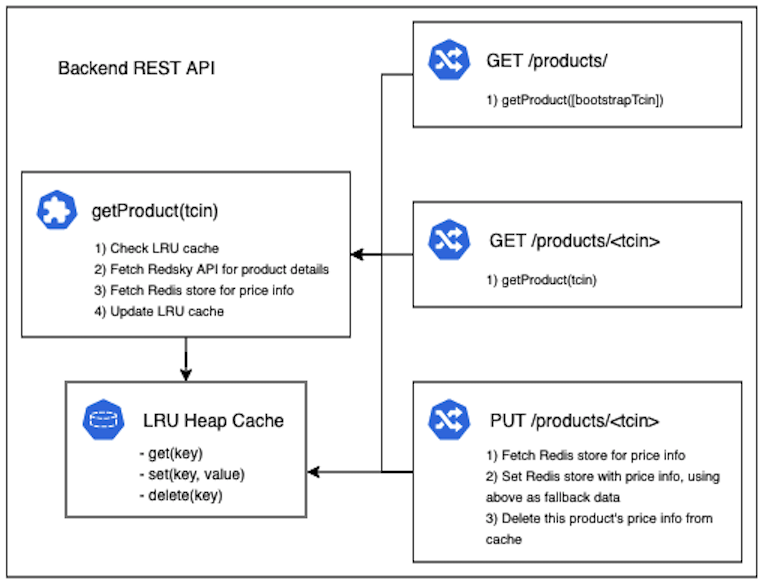 Backend REST API
GET /products/
1) getProduct([bootstrapTcin])
getProduct(tcin)
1) Check LRU cache
2) Fetch Redsky API for product details
3) Fetch Redis store for price info
4) Update LRU cache
GET /products/<tcin>
1) getProduct(tcin)
LRU Heap Cache
- get(key)
- set(key, value)
- delete(key)
PUT /products/<tcin>
1) Fetch Redis store for price info
2) Set Redis store with price info, using
above as fallback data
3) Delete this product's price info from
cache